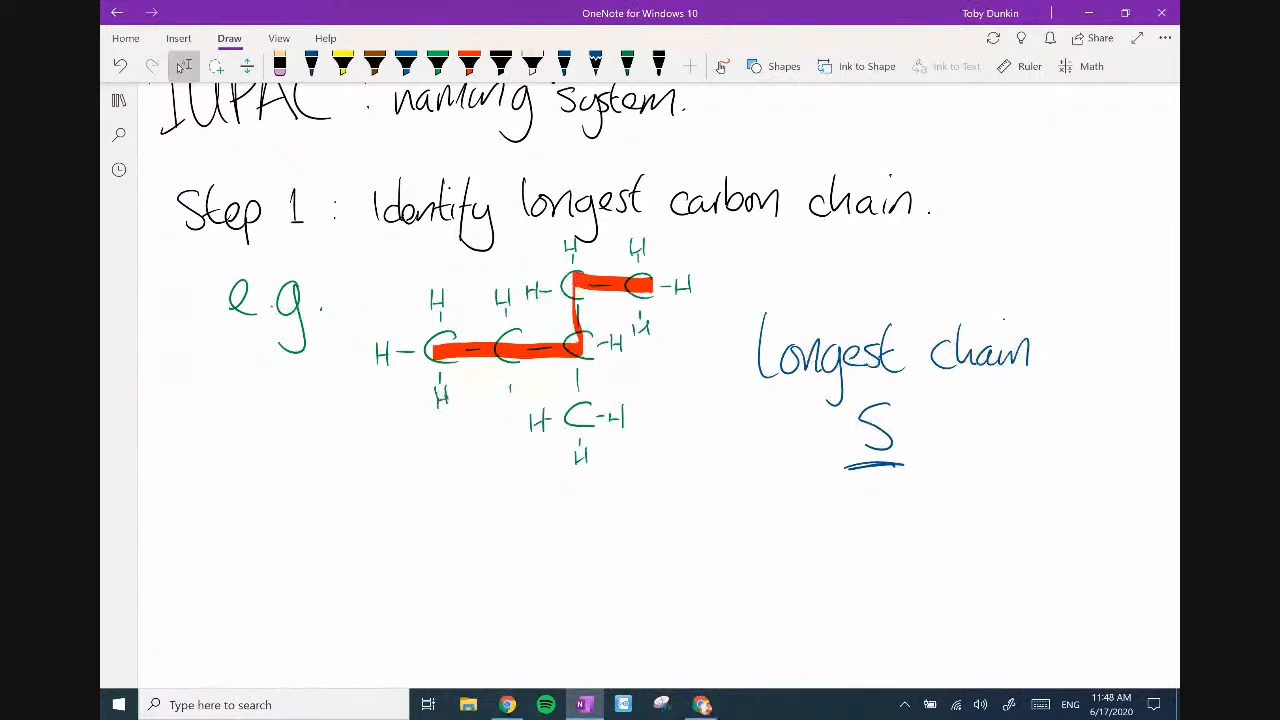 OneNote for Windows 10
Toby Dunkin
Home Insert Draw View Help
Share
Shapes Ink to Shape Ink to Text Ruler Math
IUPAC : naming system.
Step 1 : Identify longest carbon chain.
e.g.
H H
H-C-C-H
H H H
H-C-C-C-H
H
H C-H
H
Longest chain
5
Type here to search
11:48 AM
6/17/2020